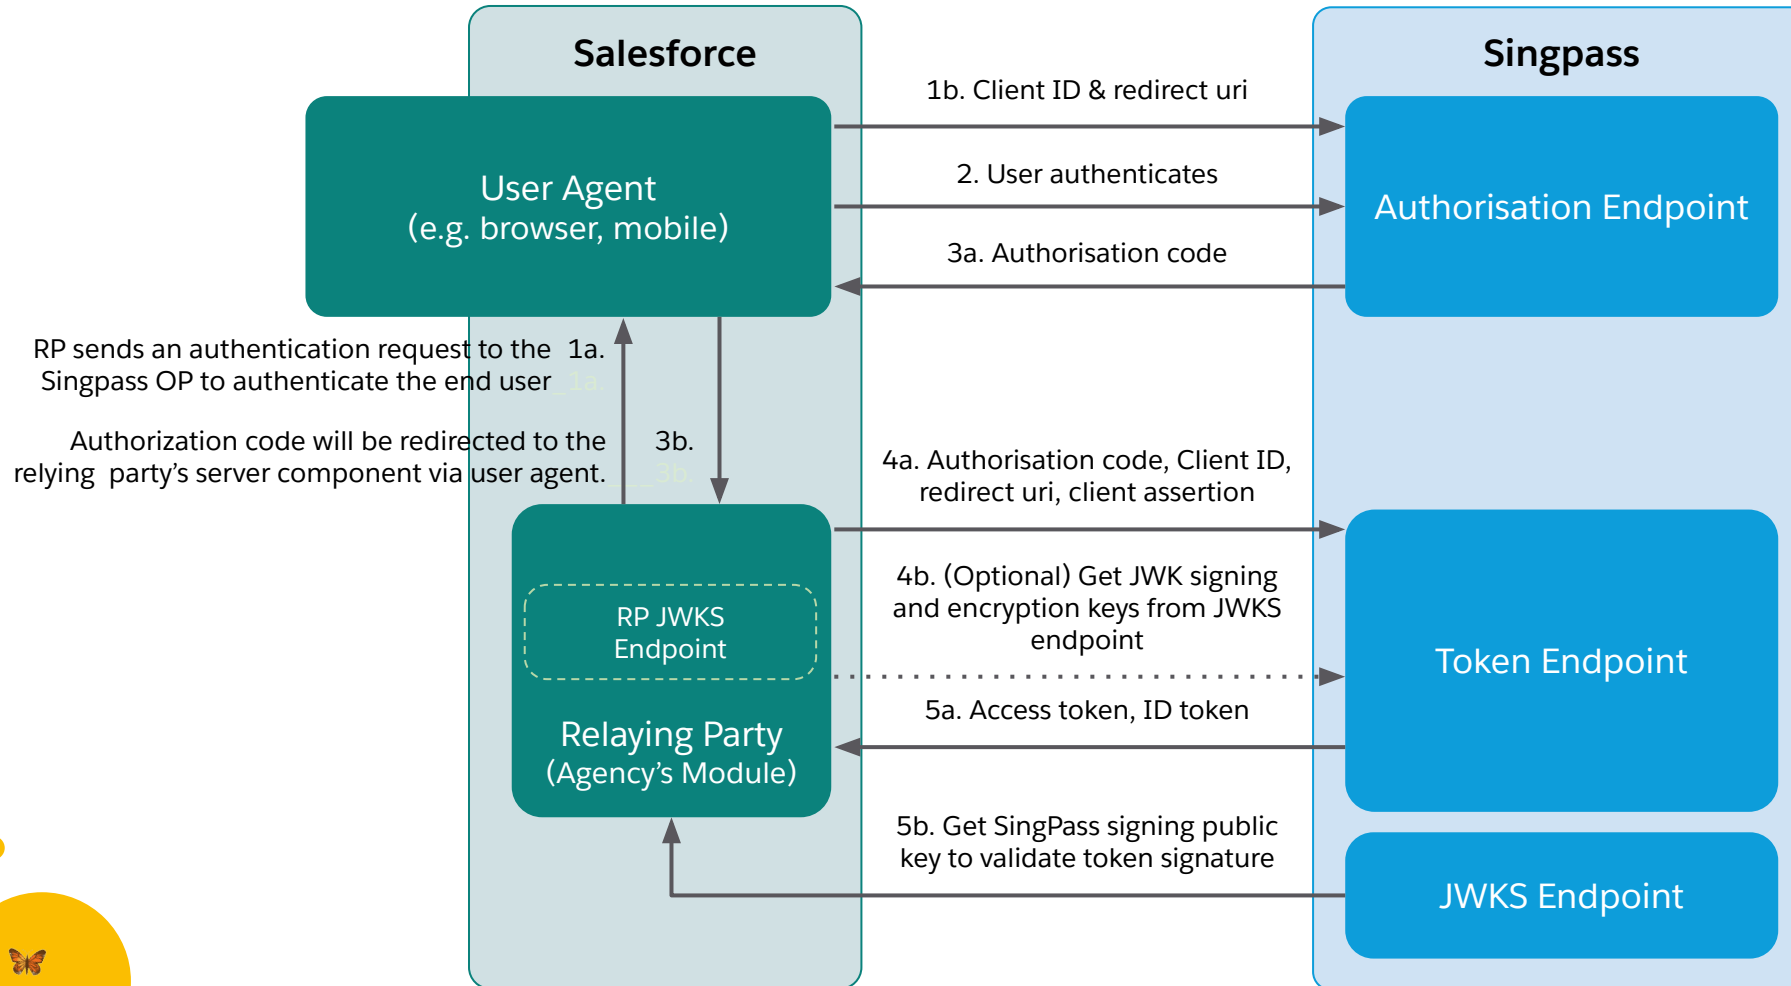 Salesforce
Singpass
1b. Client ID & redirect uri
User Agent
(e.g. browser, mobile)
2. User authenticates
Authorisation Endpoint
3a. Authorisation code
RP sends an authentication request to the 1a.
Singpass OP to authenticate the end user_1a.
Authorization code will be redirected to the 3b.
relying party’s server component via user agent.___3b.
4a. Authorisation code, Client ID,
redirect uri, client assertion
4b. (Optional) Get JWK signing
and encryption keys from JWKS
endpoint
RP JWKS
Endpoint
Token Endpoint
5a. Access token, ID token
Relaying Party
(Agency’s Module)
5b. Get SingPass signing public
key to validate token signature
JWKS Endpoint